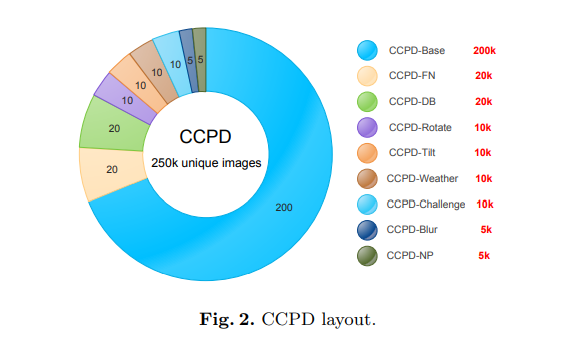 5
5
10
10
10
10
20
20
200
CCPD
250k unique images
CCPD-Base 200k
CCPD-FN 20k
CCPD-DB 20k
CCPD-Rotate 10k
CCPD-Tilt 10k
CCPD-Weather 10k
CCPD-Challenge 10k
CCPD-Blur 5k
CCPD-NP 5k
Fig. 2. CCPD layout.